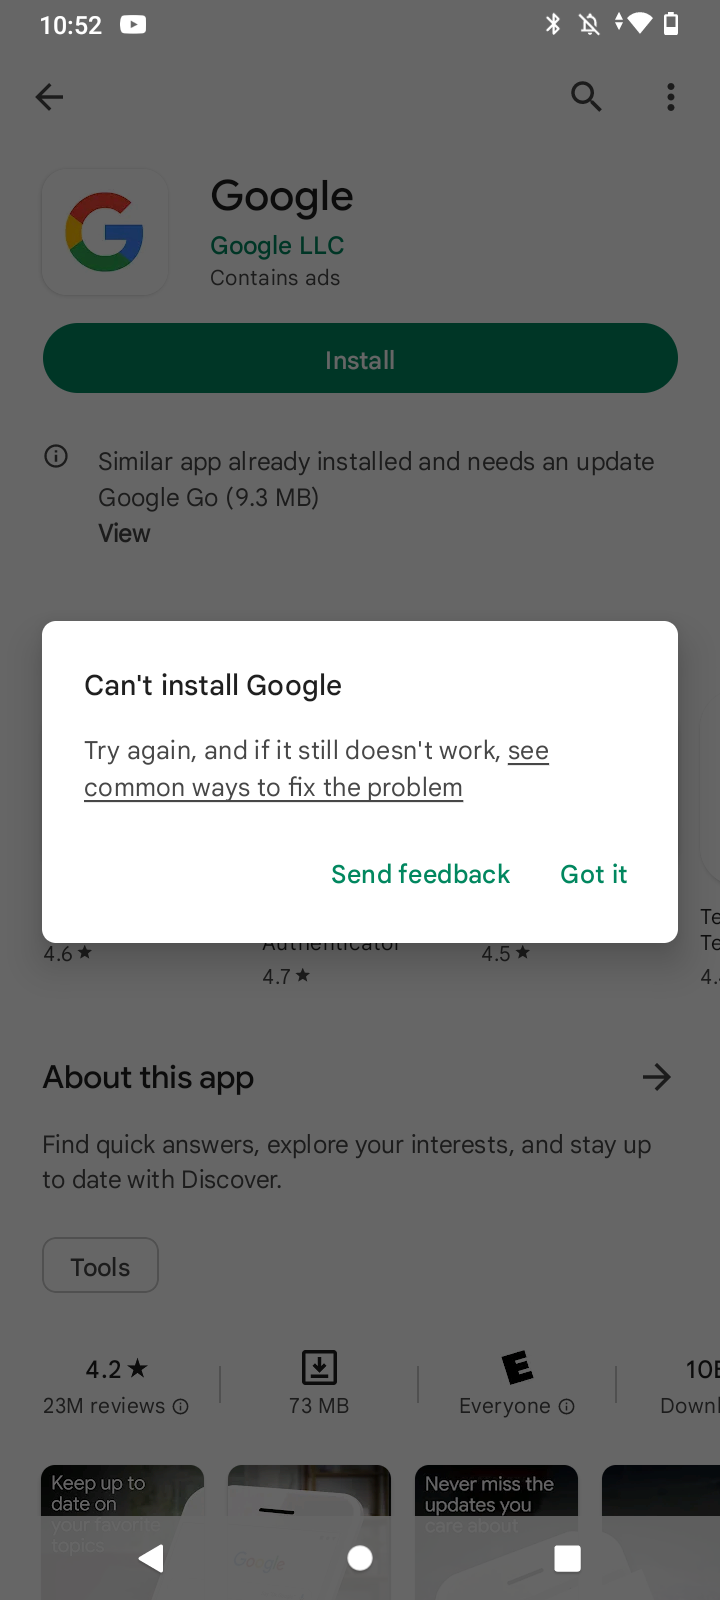 10:52
Google
Google LLC
Contains ads
Install
Similar app already installed and needs an update
Google Go (9.3 MB)
View
Can't install Google
Try again, and if it still doesn't work, see
common ways to fix the problem
Send feedback Got it
Te
Te
4.6 ★
Authenticator
4.7 ★
4.5 ★
4.
About this app
Find quick answers, explore your interests, and stay up
to date with Discover.
Tools
4.2 ★
23M reviews
73 MB
E
Everyone
10B
Downl
Keep up to
date on
your favorite
topics
Google
Never miss the
updates you
care about